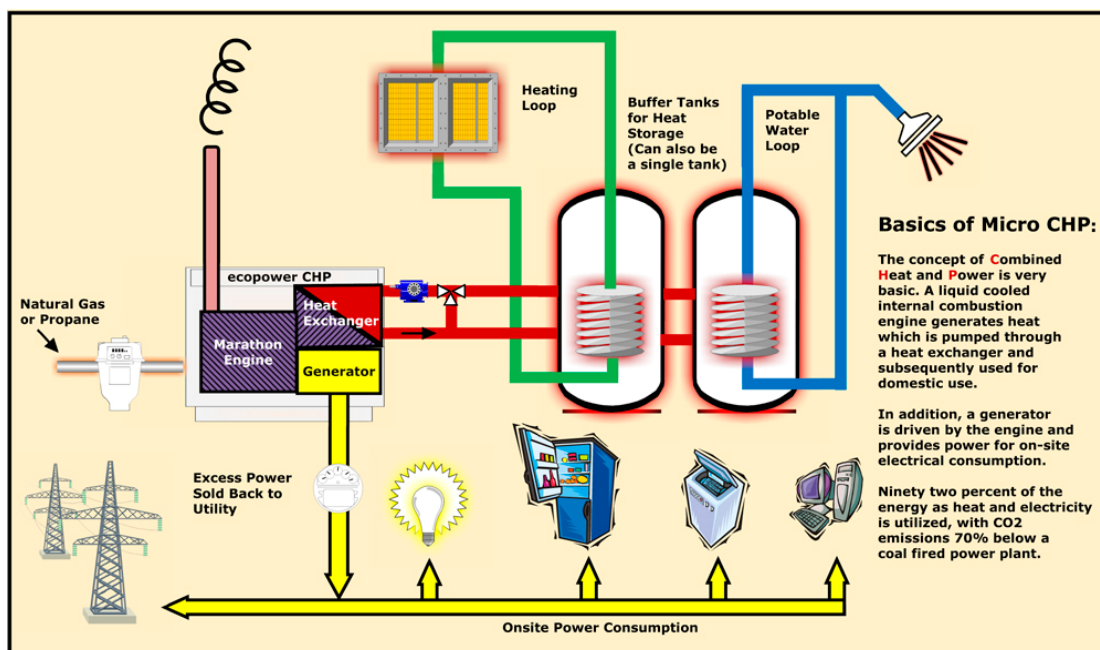 Heating
Loop
Buffer Tanks
for Heat
Storage
(Can also be
a single tank)
Potable
Water
Loop
ecopower CHP
Natural Gas
or Propane
Heat
Exchanger
Marathon
Engine
Generator
Excess Power
Sold Back to
Utility
Onsite Power Consumption
Basics of Micro CHP:
The concept of Combined
Heat and Power is very
basic. A liquid cooled
internal combustion
engine generates heat
which is pumped through
a heat exchanger and
subsequently used for
domestic use.
In addition, a generator
is driven by the engine and
provides power for on-site
electrical consumption.
Ninety two percent of the
energy as heat and electricity
is utilized, with CO2
emissions 70% below a
coal fired power plant.